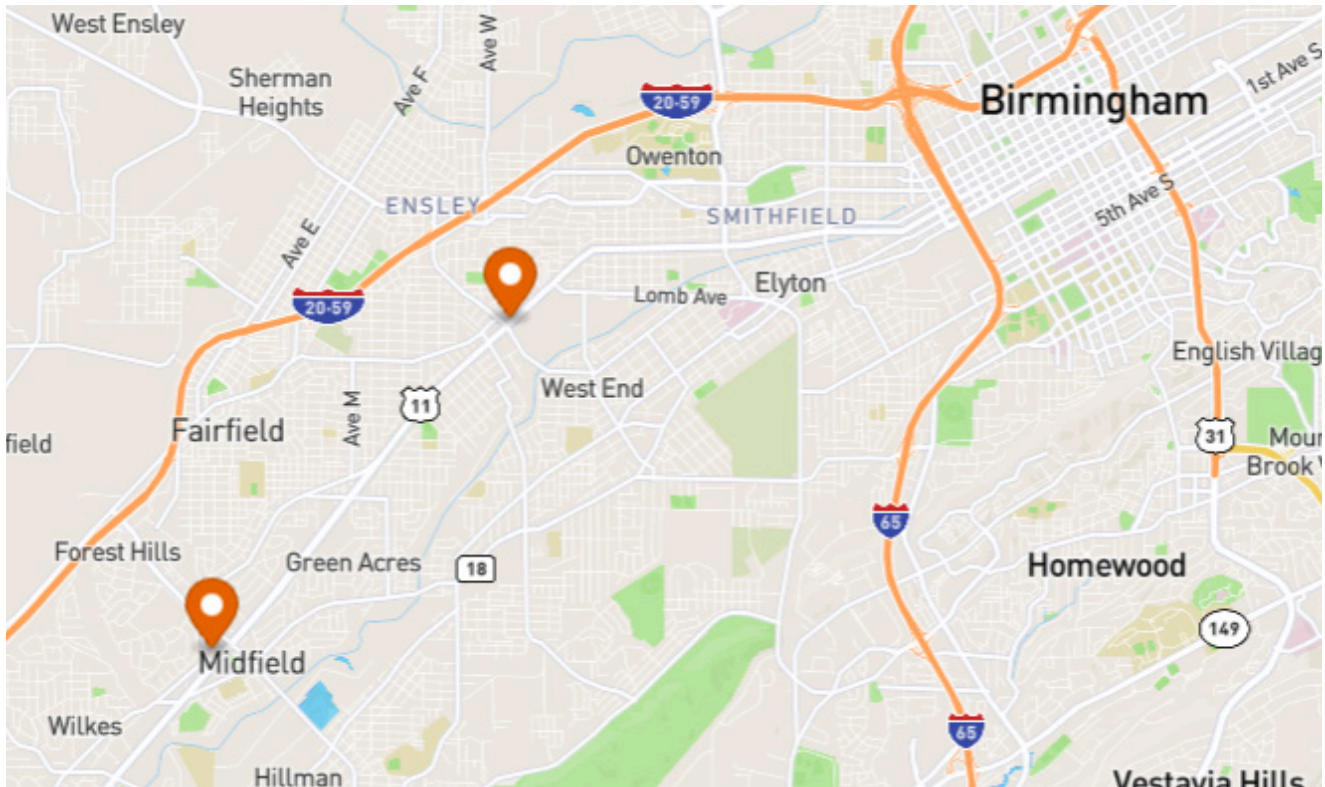 West Ensley
Ave W
Sherman
Heights
Ave F
20-59
Birmingham
1st Ave S
Owenton
ENSLEY
SMITHFIELD
5th Ave S
Ave E
20-59
Lomb Ave
Elyton
English Villag
West End
11
Ave M
Fairfield
field
31
Mour
Brook V
65
Forest Hills
Green Acres
18
Homewood
149
Midfield
Wilkes
65
Hillman
Vestavia Hills